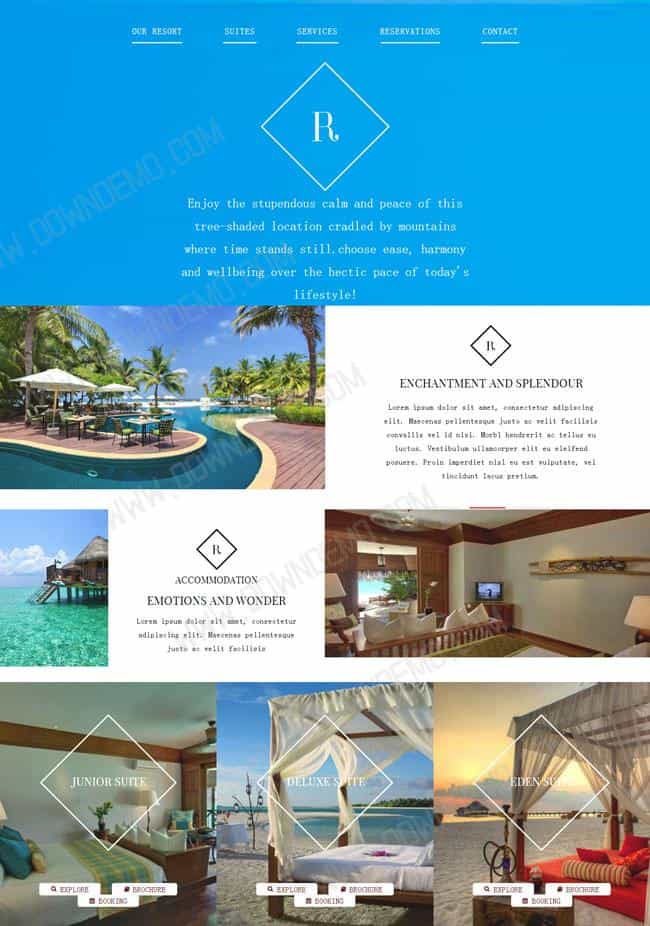 OUR RESORT SUITES SERVICES RESERVATIONS CONTACT
R
Enjoy the stupendous calm and peace of this
tree-shaded location cradled by mountains
where time stands still.choose ease, harmony
and wellbeing over the hectic pace of today's
lifestyle!
R
ENCHANTMENT AND SPLENDOUR
Lorem ipsum dolor sit amet, consectetur adipiscing
elit. Maecenas pellentesque justo ac velit facilisis
convallis vel id nisi. Morbi hendrerit ac tellus eu
luctus. Vestibulum ullamcorper elit eu eleifend
posuere. Proin imperdiet nisl eu est vulputate, vel
tincidunt lacus pretium.
R
ACCOMMODATION
EMOTIONS AND WONDER
Lorem ipsum dolor sit amet, consectetur
adipiscing elit. Maecenas pellentesque
justo ac velit facilisis
JUNIOR SUITE DELUXE SUITE EDEN SUITE
EXPLORE BROCHURE EXPLORE BROCHURE EXPLORE BROCHURE
BOOKING BOOKING BOOKING
WWW.DOWNDEMO.COM